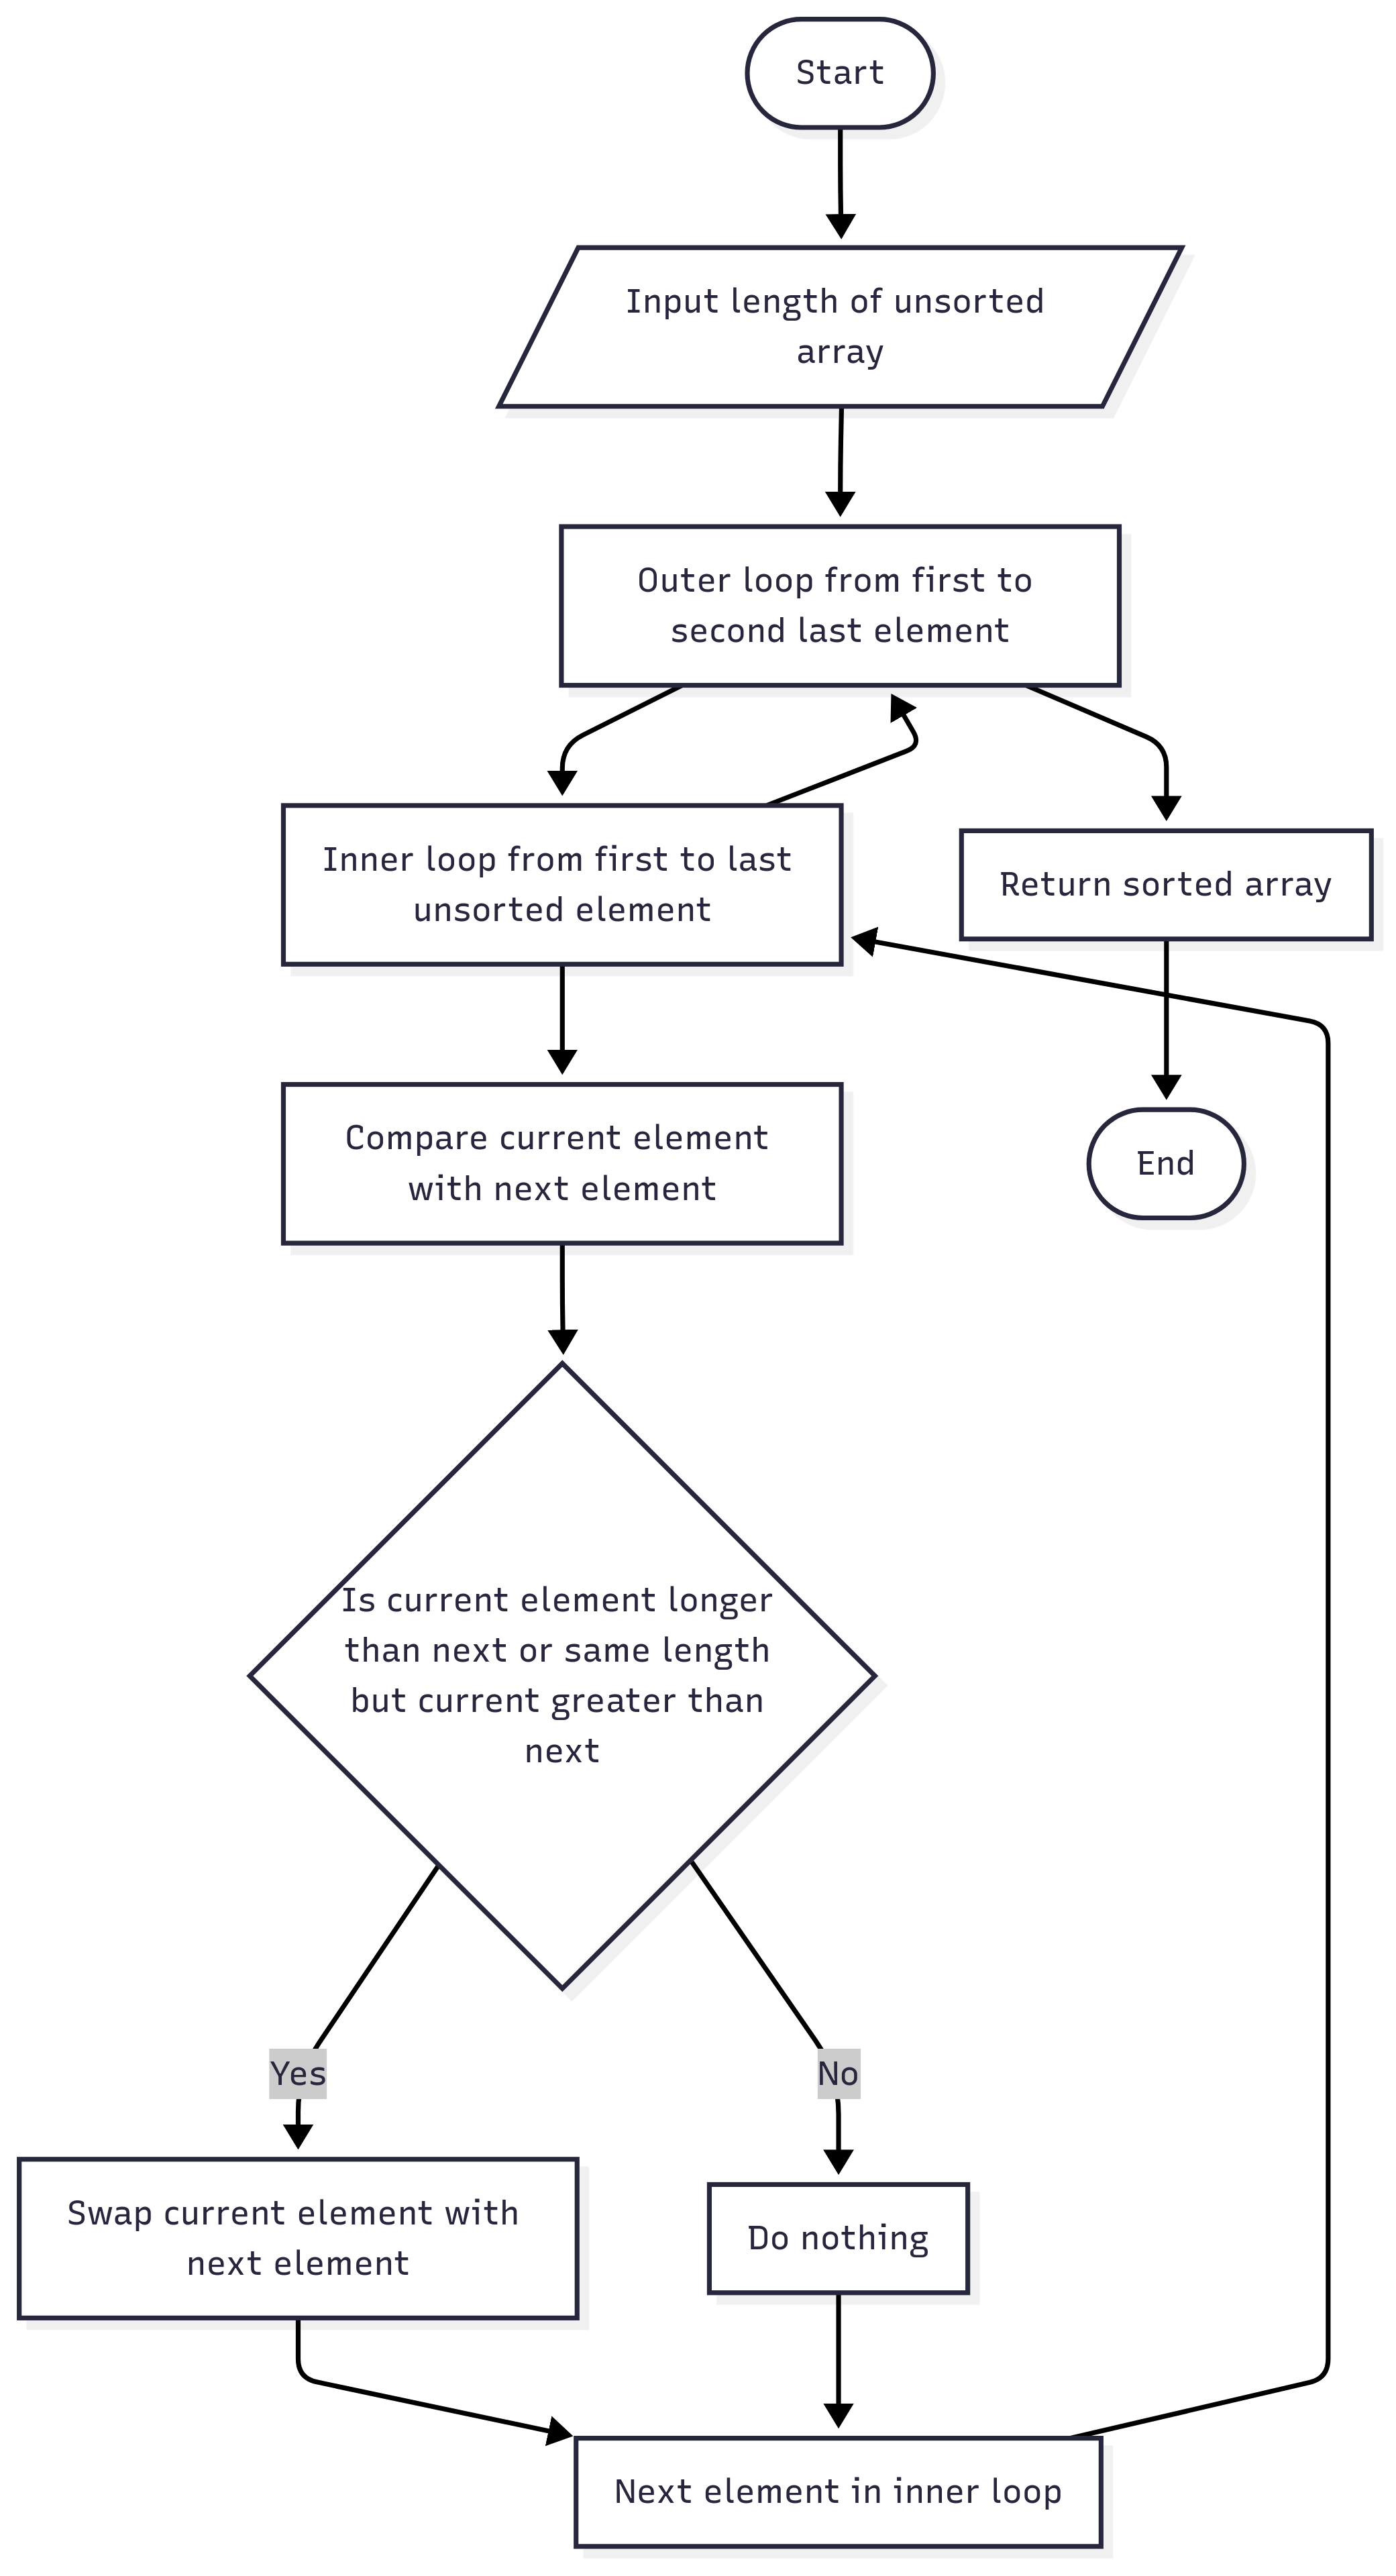 Start
Input length of unsorted
array
Outer loop from first to
second last element
Inner loop from first to last
unsorted element
Return sorted array
Compare current element
with next element
End
Is current element longer
than next or same length
but current greater than
next
Yes
No
Swap current element with
next element
Do nothing
Next element in inner loop